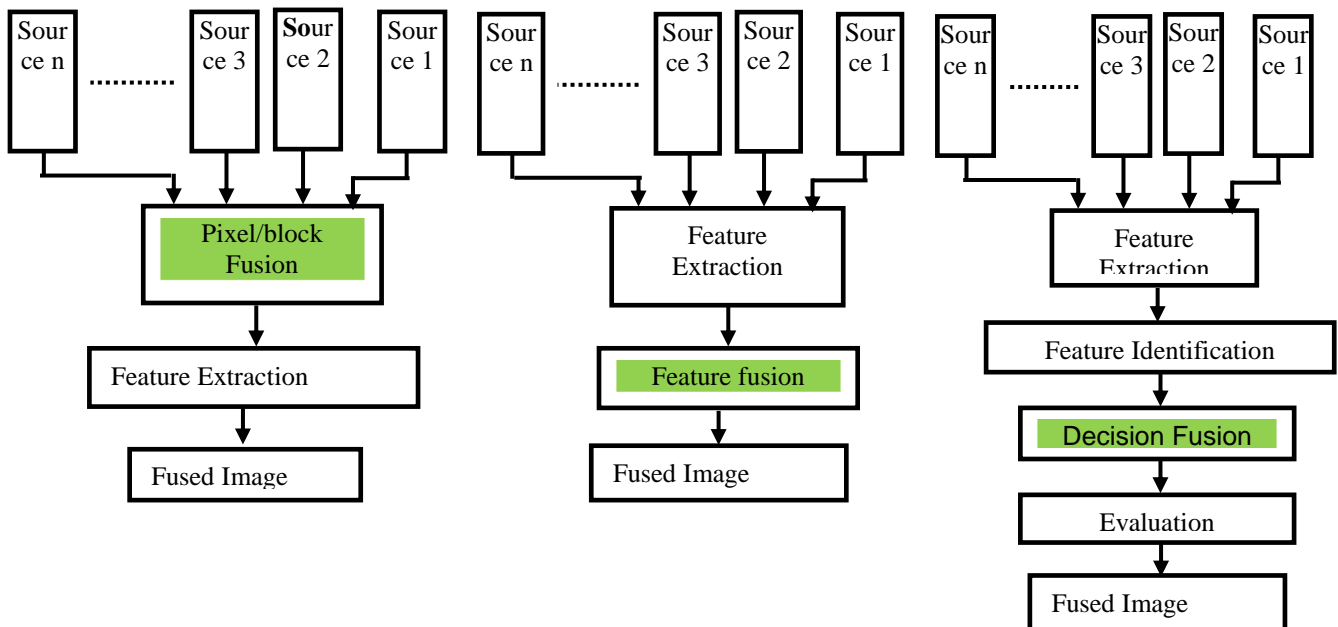 Sour
ce n
Sour
ce 3
Sour
ce 2
Sour
ce 1
Pixel/block
Fusion
Feature Extraction
Fused Image
Sour
ce n
Sour
ce 3
Sour
ce 2
Sour
ce 1
Feature
Extraction
Feature fusion
Fused Image
Sour
ce n
Sour
ce 3
Sour
ce 2
Sour
ce 1
Feature
Extraction
Feature Identification
Decision Fusion
Evaluation
Fused Image